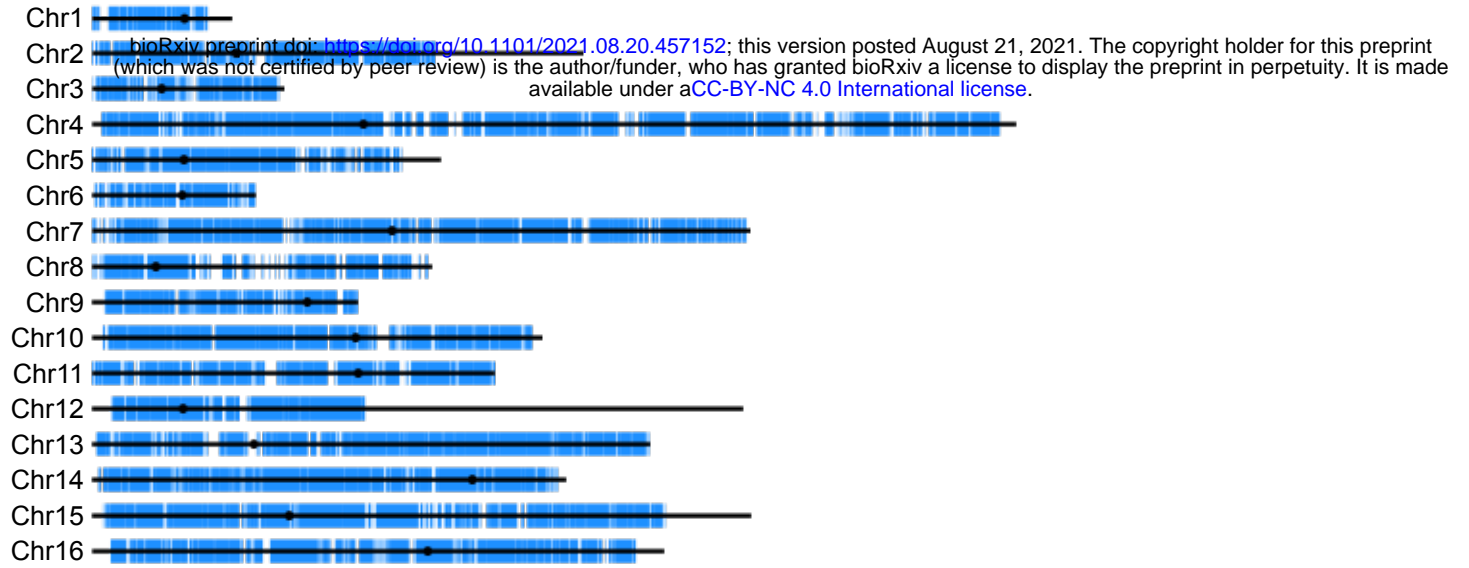 Chr1
Chr2
bioRxiv preprint doi: https://doi.org/10.1101/2021.08.20.457152; this version posted August 21, 2021. The copyright holder for this preprint
(which was not certified by peer review) is the author/funder, who has granted bioRxiv a license to display the preprint in perpetuity. It is made
Chr3
available under aCC-BY-NC 4.0 International license.
Chr4
Chr5
Chr6
Chr7
Chr8
Chr9
Chr10
Chr11
Chr12
Chr13
Chr14
Chr15
Chr16